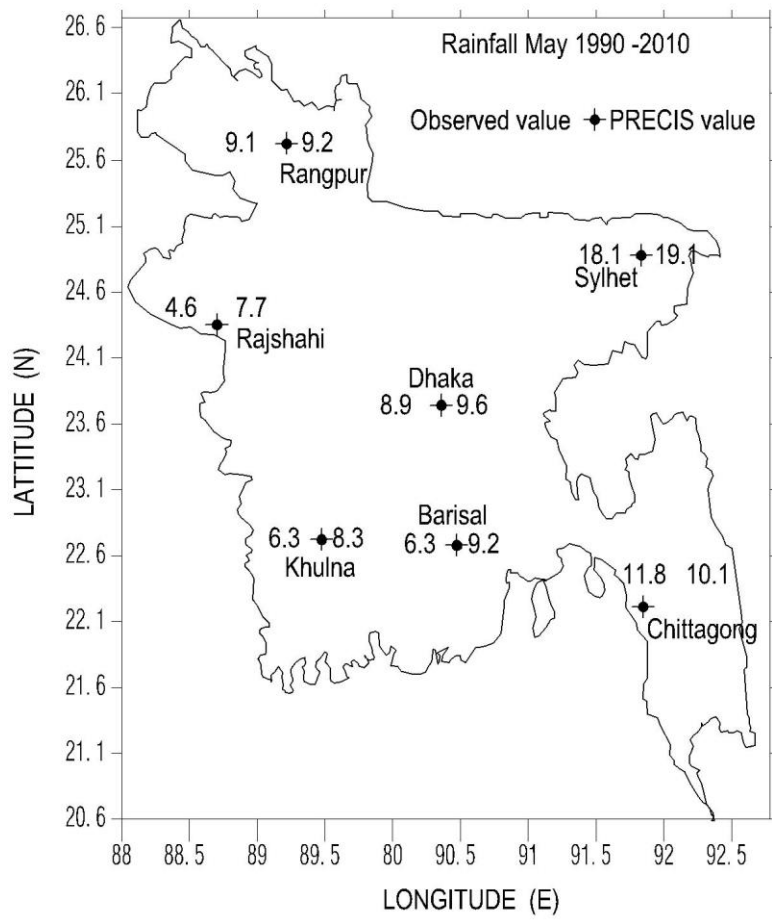 Rainfall May 1990 -2010
Observed value PRECIS value
26.6
26.1
25.6
25.1
24.6
24.1
23.6
23.1
22.6
22.1
21.6
21.1
20.6
LATTITUDE (N)
9.1 9.2
Rangpur
18.1 19.1
Sylhet
4.6 7.7
Rajshahi
Dhaka
8.9 9.6
Barisal
6.3 8.3
Khulna
6.3 9.2
11.8 10.1
Chittagong
88 88.5 89 89.5 80 90.5 91 91.5 92 92.5
LONGITUDE (E)